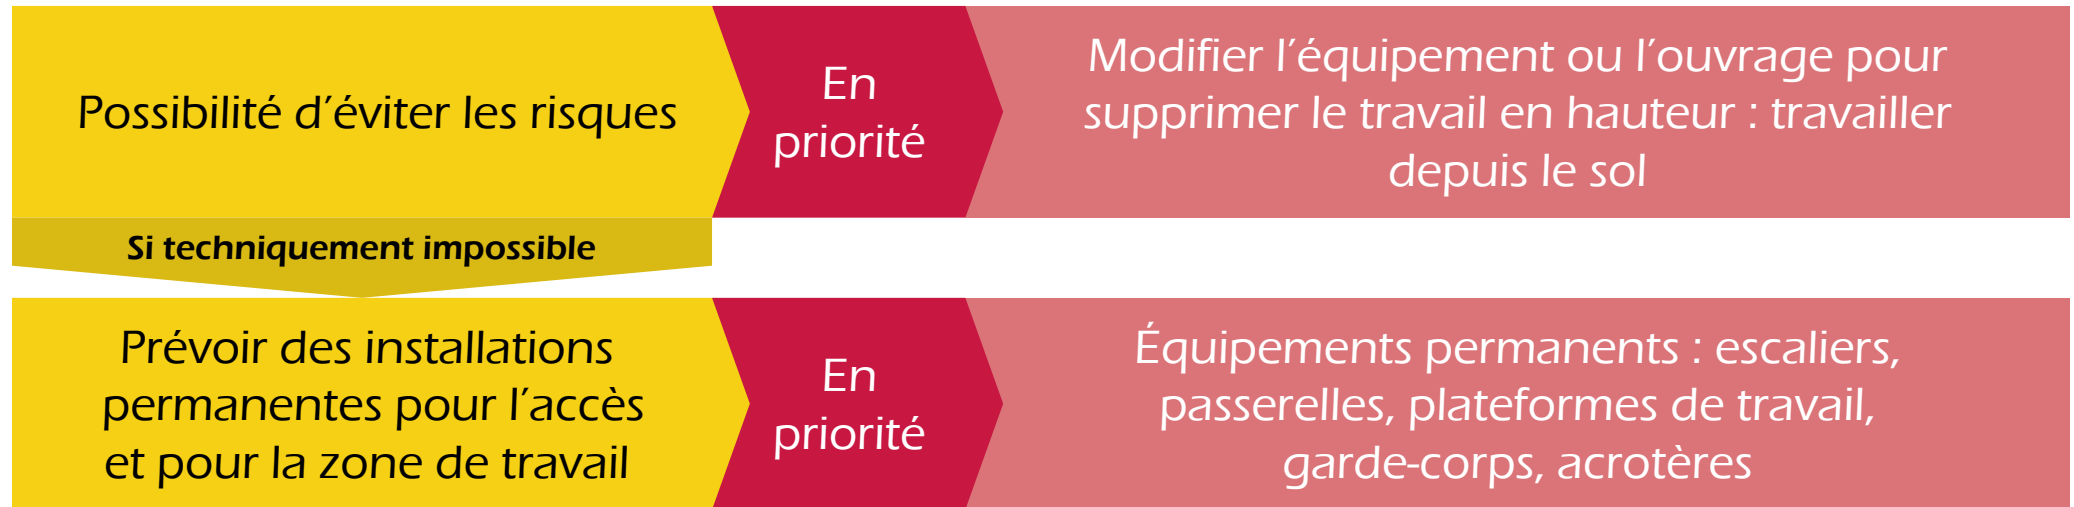 Possibilité d’éviter les risques
En
priorité
Modifier l’équipement ou l’ouvrage pour
supprimer le travail en hauteur : travailler
depuis le sol
Si techniquement impossible
Prévoir des installations
permanentes pour l’accès
et pour la zone de travail
En
priorité
Équipements permanents : escaliers,
passerelles, plateformes de travail,
garde-corps, acrotères